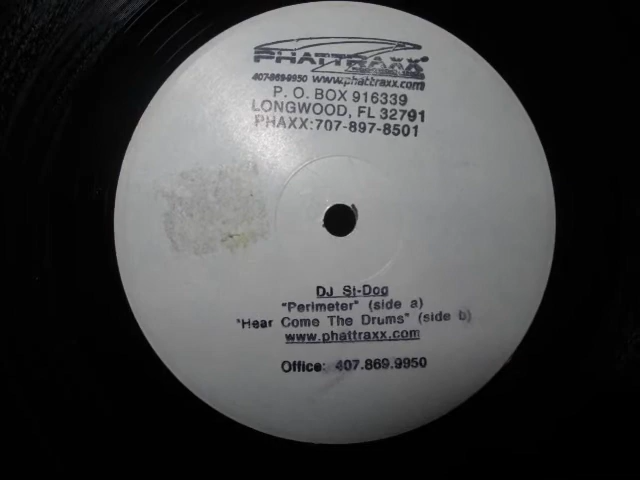 PHATTRAXX
407-869-9950 www.phattraxx.com
P. O. BOX 916339
LONGWOOD, FL 32791
PHAXX:707-897-8501
DJ SI-Dog
"Perimeter" (side a)
"Hear Come The Drums" (side b)
www.phattraxx.com
Office: 407.869.9950